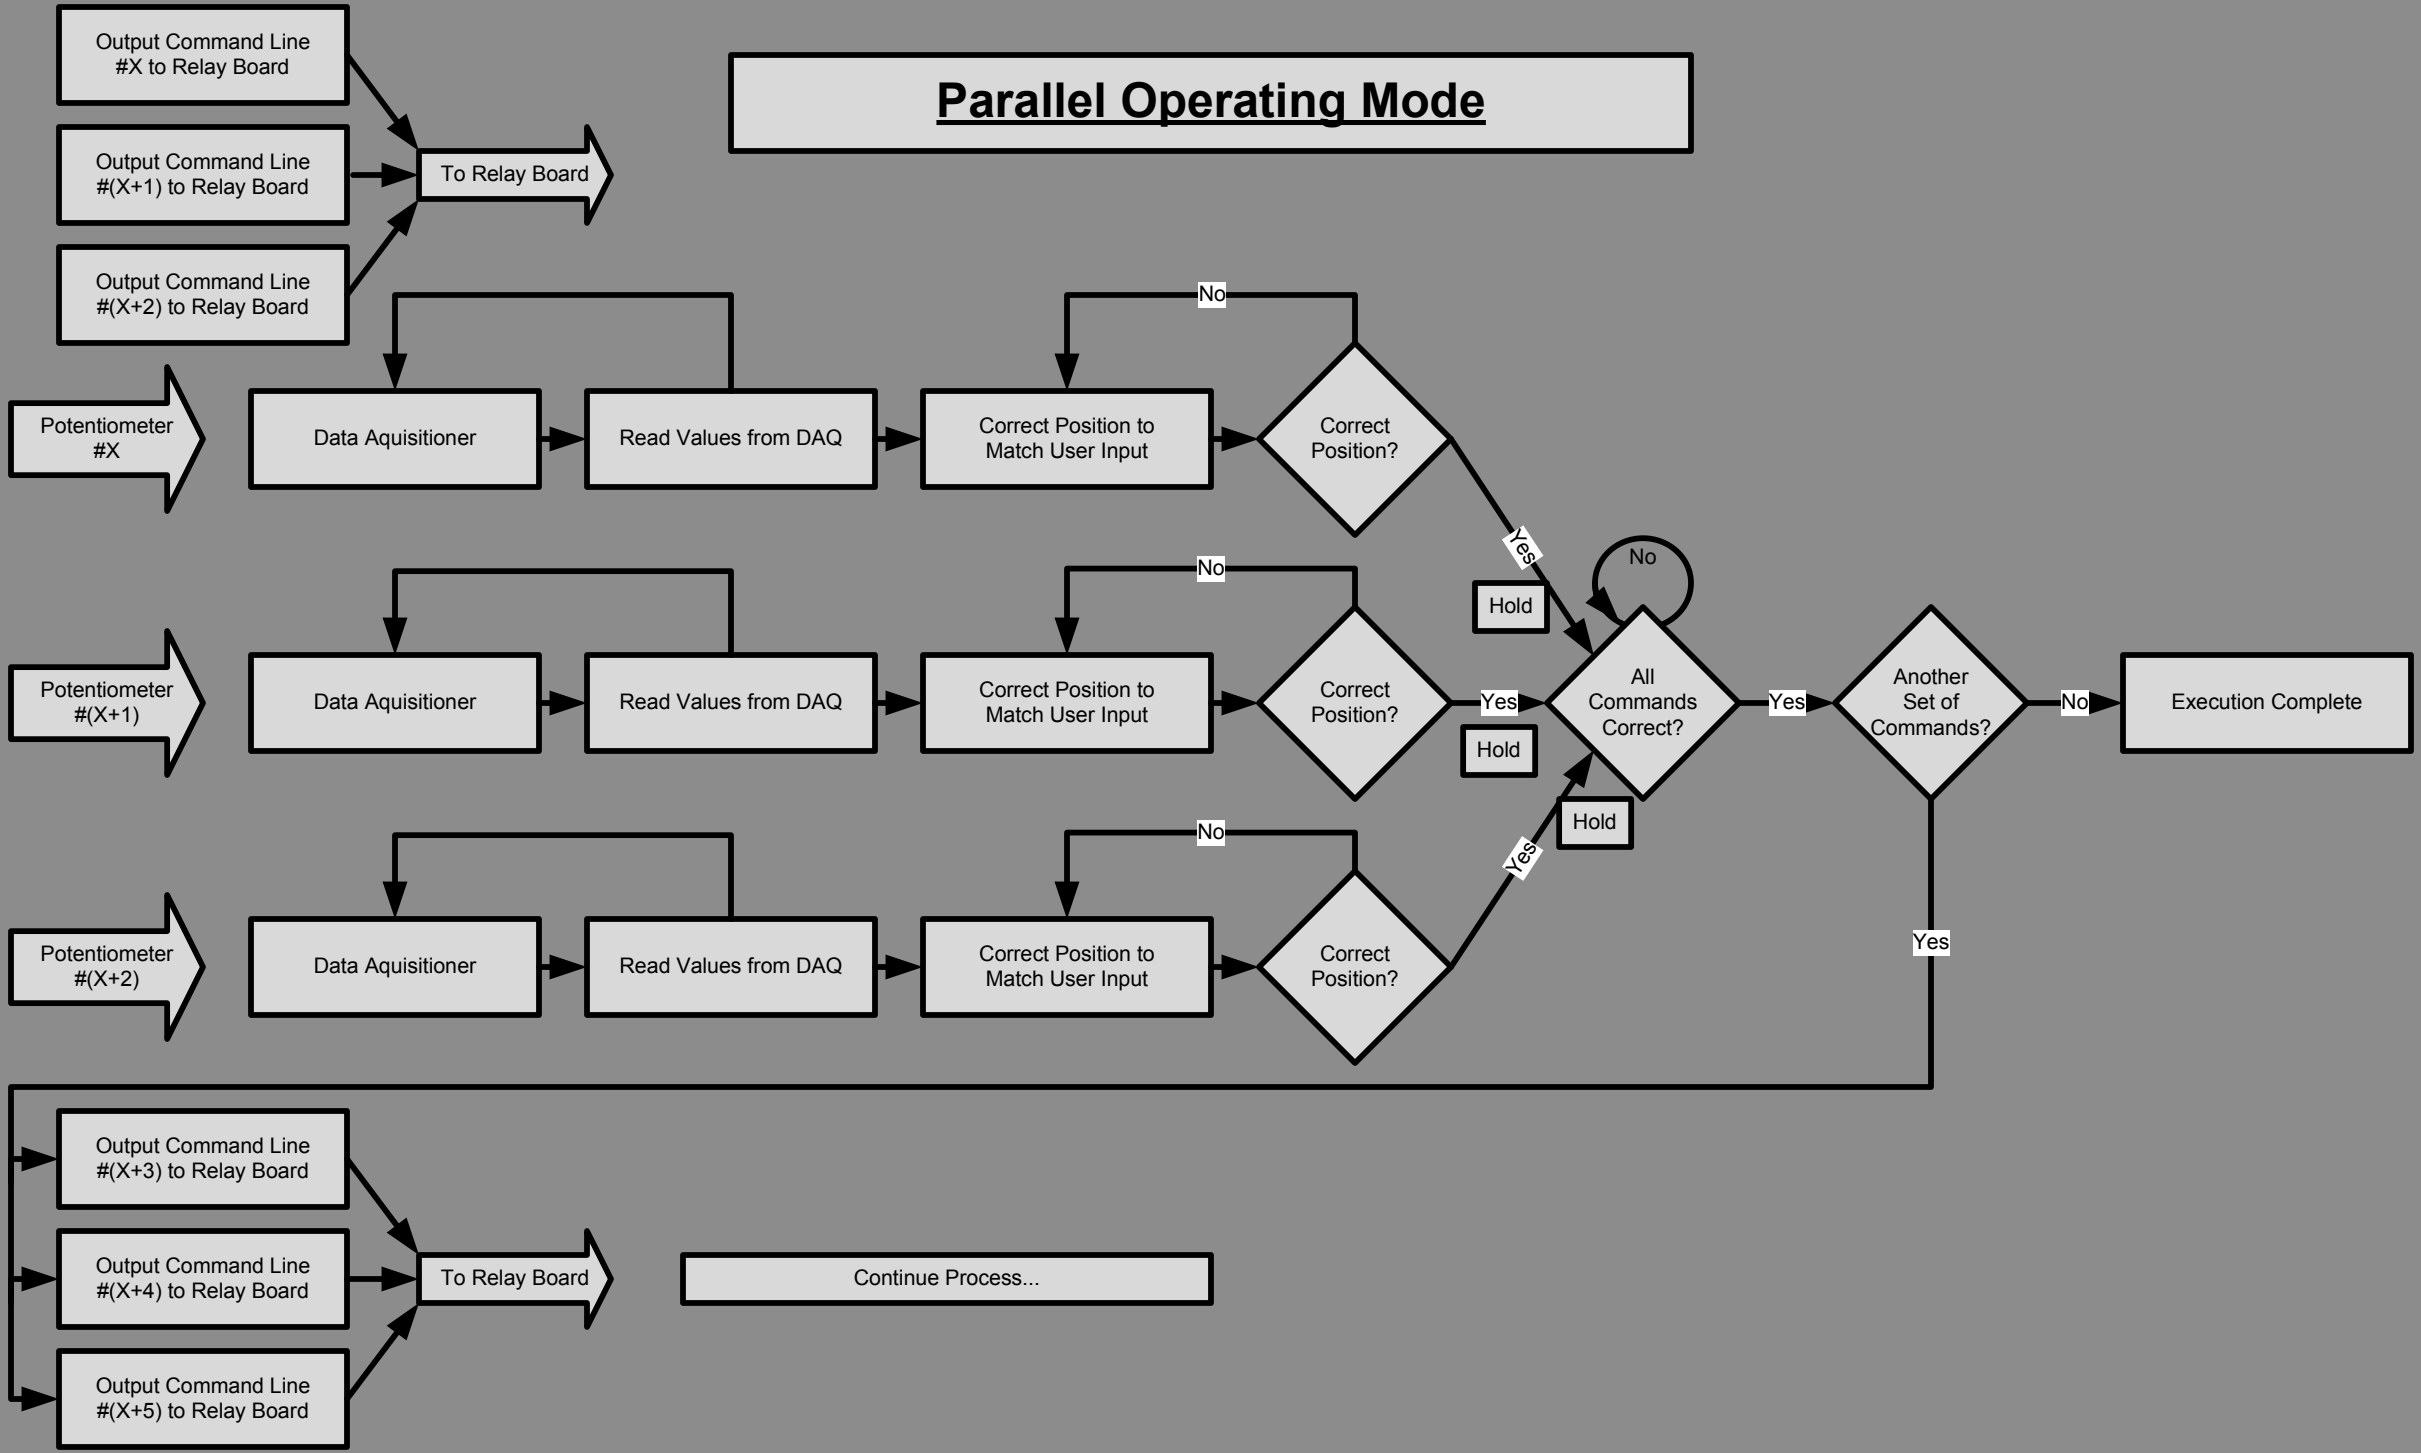 Output Command Line
#X to Relay Board
Parallel Operating Mode
Output Command Line
#(X+1) to Relay Board
To Relay Board
Output Command Line
#(X+2) to Relay Board
No
Potentiometer
#X
Data Aquisitioner
Read Values from DAQ
Correct Position to
Match User Input
Correct
Position?
Yes
No
No
Hold
Potentiometer
#(X+1)
Data Aquisitioner
Read Values from DAQ
Correct Position to
Match User Input
Correct
Position?
Yes
Hold
All
Commands
Correct?
Yes
Another
Set of
Commands?
No
Execution Complete
No
Hold
Yes
Potentiometer
#(X+2)
Data Aquisitioner
Read Values from DAQ
Correct Position to
Match User Input
Correct
Position?
Yes
Output Command Line
#(X+3) to Relay Board
Output Command Line
#(X+4) to Relay Board
To Relay Board
Continue Process...
Output Command Line
#(X+5) to Relay Board